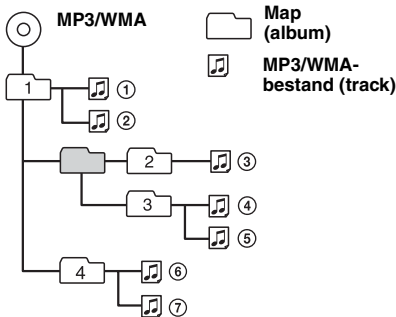 MP3/WMA
Map
(album)
MP3/WMA-
bestand (track)
1
①
②
2
③
3
④
⑤
4
⑥
⑦